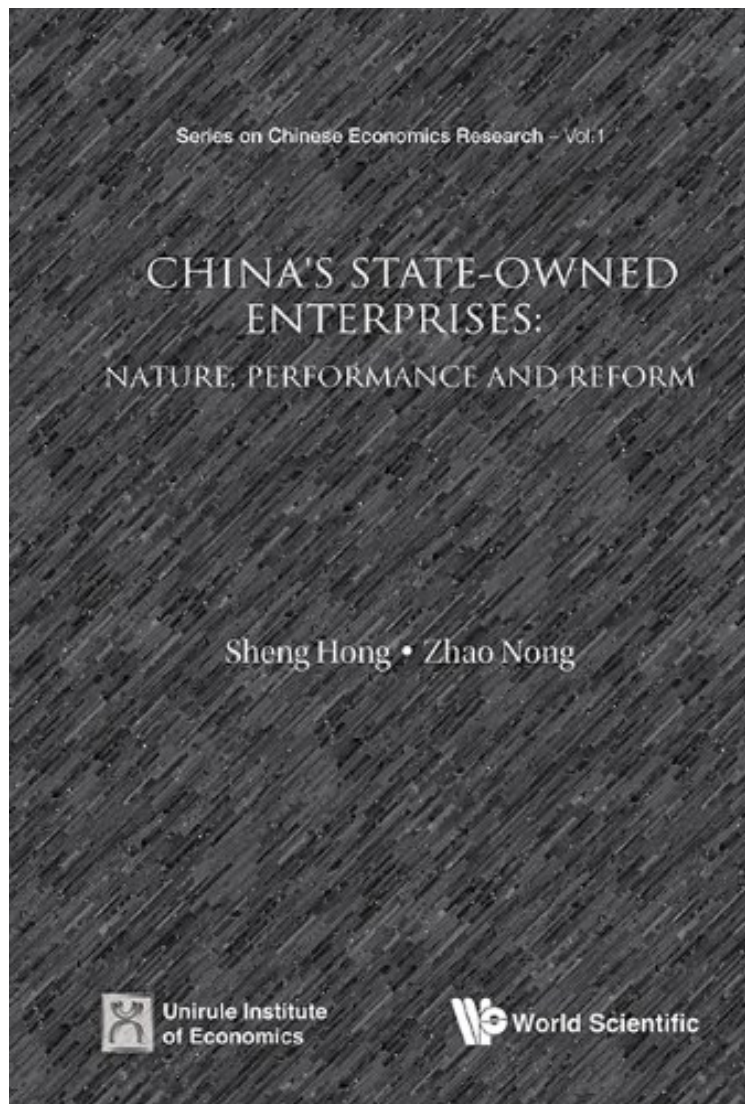 Series on Chinese Economics Research – Vol.1
CHINA'S STATE-OWNED
ENTERPRISES:
NATURE, PERFORMANCE AND REFORM
Sheng Hong • Zhao Nong
Unirule Institute
of Economics
World Scientific